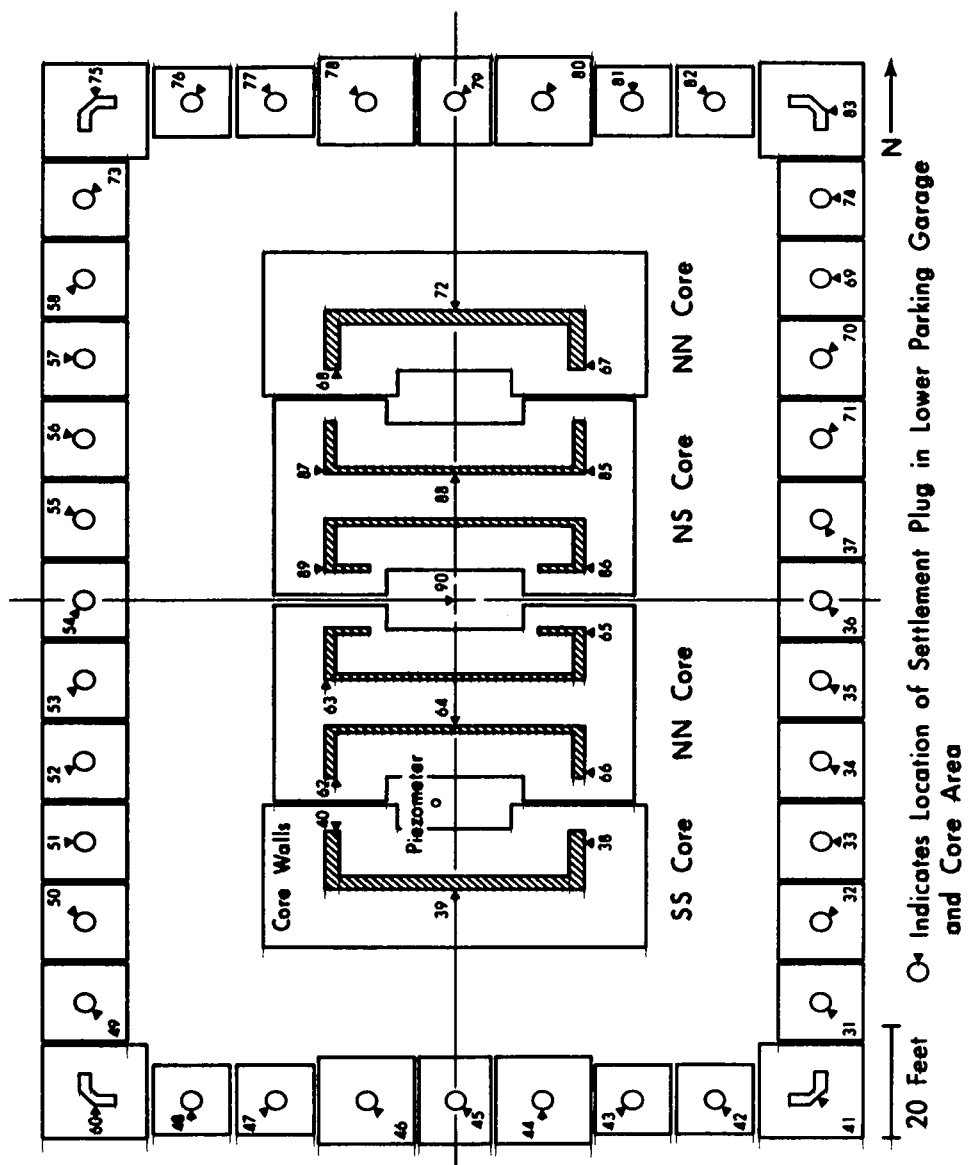 60 49 50 51 52 53 54 55 56 57 58 73 75
48 76
47 77
Core Walls
40 62 63 89 87 68
46 78
Piezometer
45 39 64 90 88 72 79
44 80
38 66 65 86 85 67
43 81
42 82
SS Core NN Core NS Core NN Core
41 31 32 33 34 35 36 37 71 70 69 74 83
N
20 Feet Indicates Location of Settlement Plug in Lower Parking Garage
and Core Area